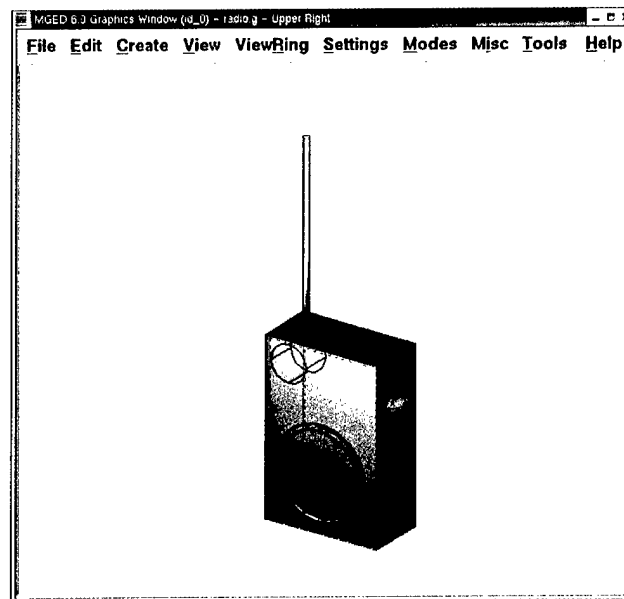 MGED 6.0 Graphics Window (id_0) - radio.g - Upper Right
File Edit Create View ViewRing Settings Modes Misc Tools Help